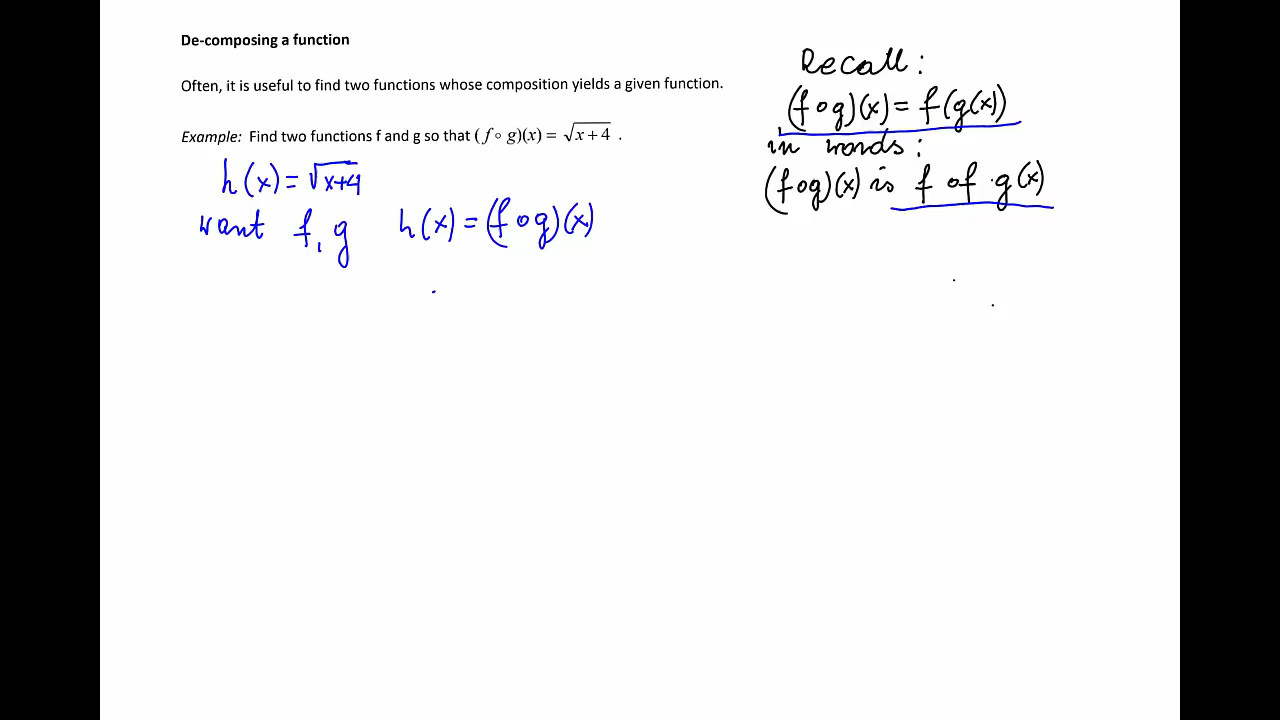 De-composing a function
Often, it is useful to find two functions whose composition yields a given function.
Example: Find two functions f and g so that (f ∘ g)(x) = √(x+4) .
h(x) = √(x+4)
want f, g h(x) = (f∘g)(x)
Recall:
(f∘g)(x) = f(g(x))
in words:
(f∘g)(x) is f of g(x)